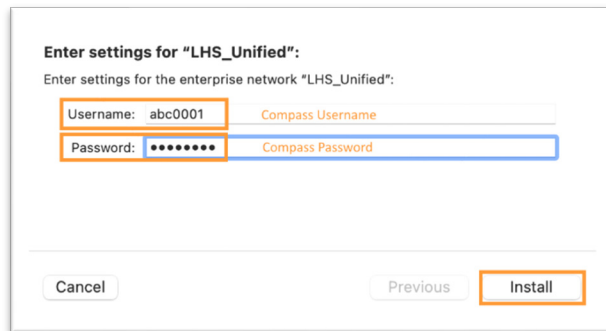 Enter settings for “LHS_Unified”:
Enter settings for the enterprise network “LHS_Unified”:
Username: abc0001 Compass Username
Password: •••••••• Compass Password
Cancel Previous Install